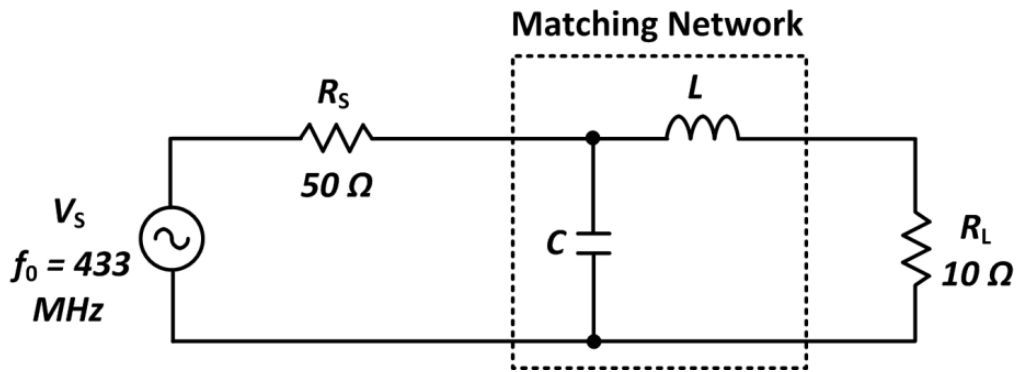 Matching Network
R_S
50 Ω
L
V_S
f_0 = 433
MHz
C
R_L
10 Ω